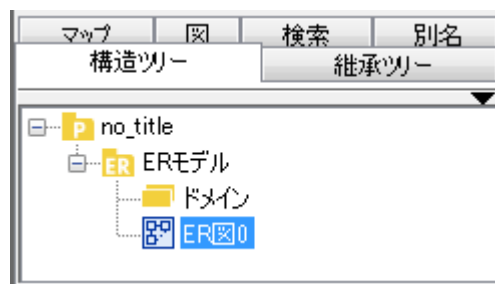 マップ 図 検索 別名
構造ツリー 継承ツリー
P no_title
ER ERモデル
ドメイン
ER図0